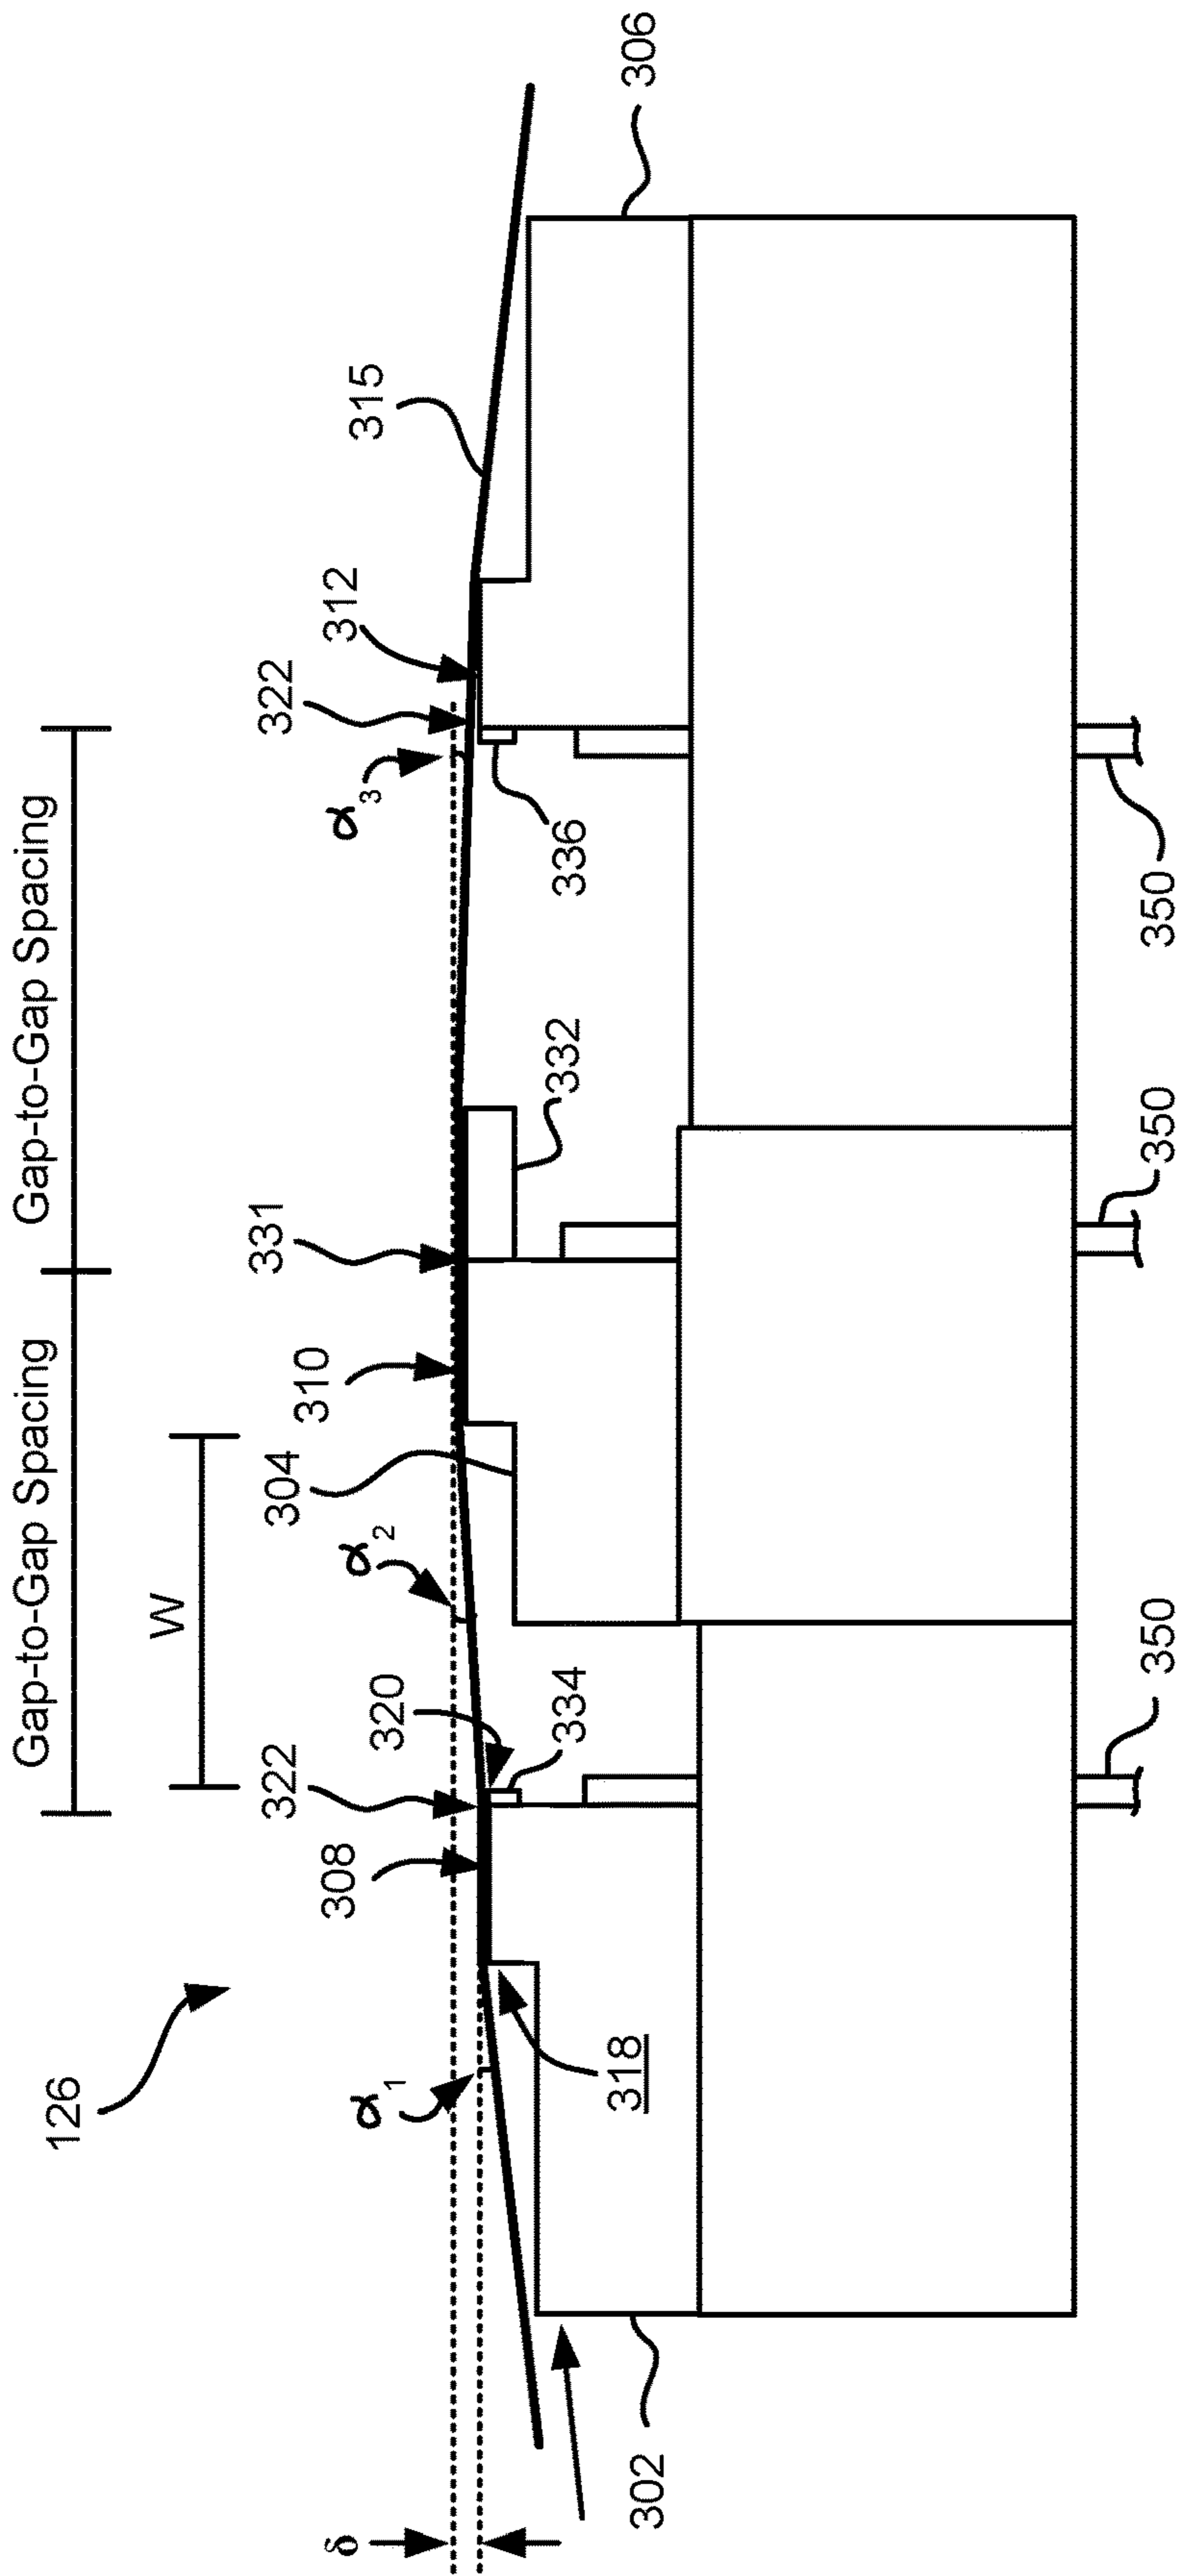 Gap-to-Gap Spacing
Gap-to-Gap Spacing
W
126
322
308
320
334
α2
304
310
331
332
322
312
α3
336
315
306
δ
α1
318
302
350
350
350